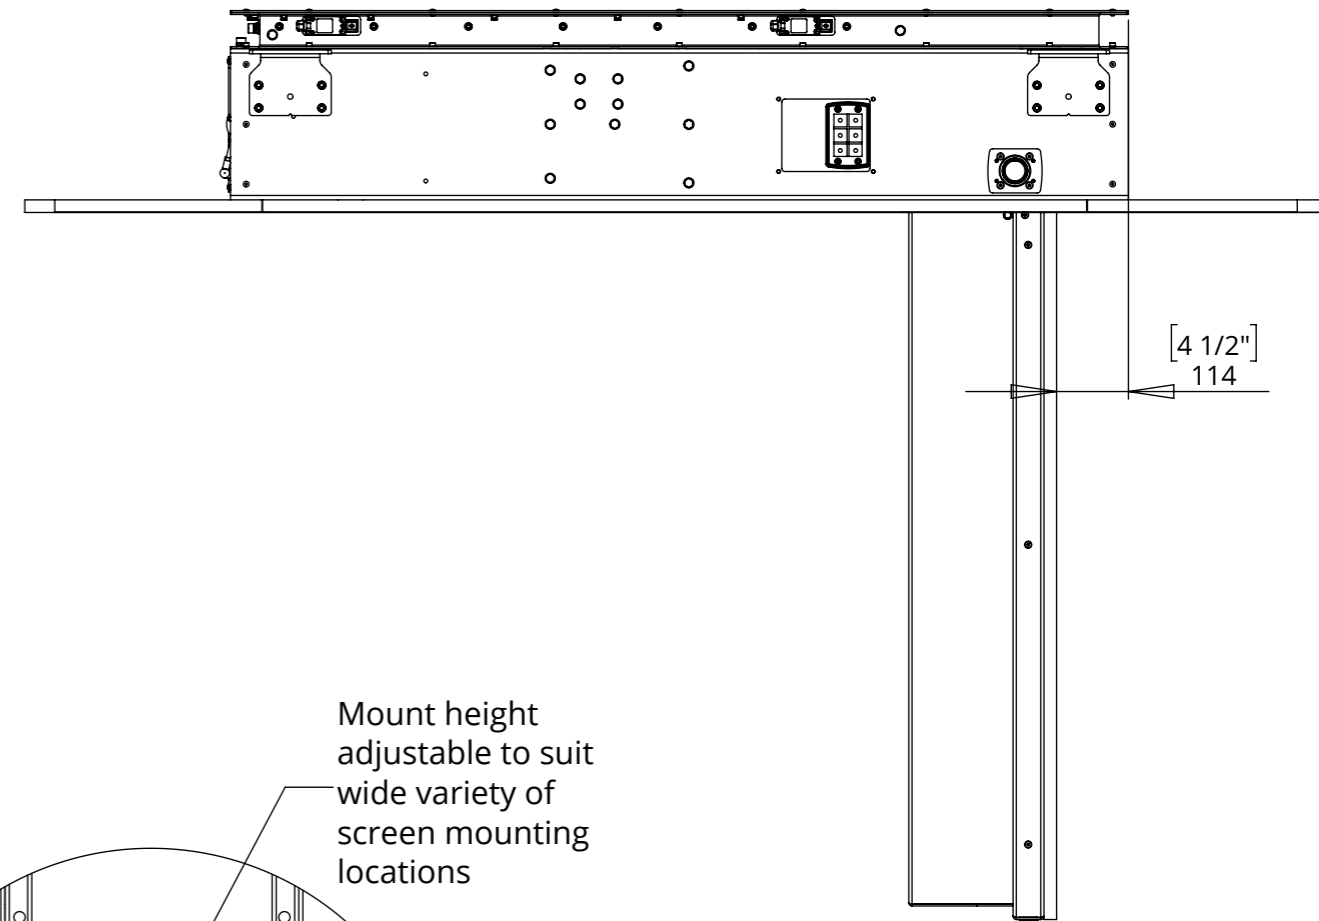 [4 1/2"]
114
Mount height
adjustable to suit
wide variety of
screen mounting
locations